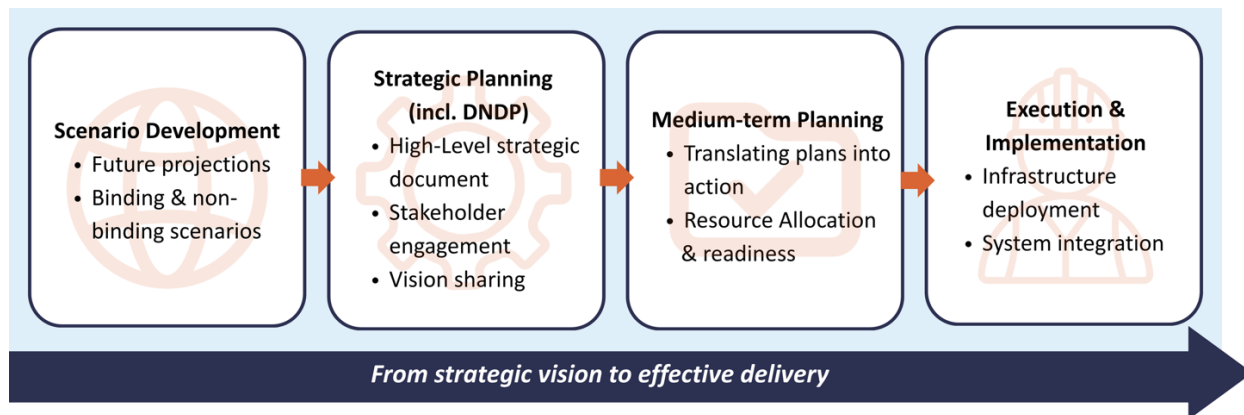 Scenario Development
• Future projections
• Binding & non-
binding scenarios
Strategic Planning
(incl. DNDP)
• High-Level strategic
document
• Stakeholder
engagement
• Vision sharing
Medium-term Planning
• Translating plans into
action
• Resource Allocation
& readiness
Execution &
Implementation
• Infrastructure
deployment
• System integration
From strategic vision to effective delivery